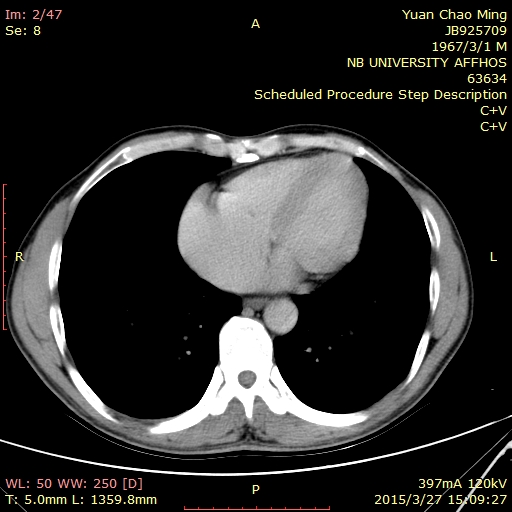 Im: 2/47
Se: 8
A
Yuan Chao Ming
JB925709
1967/3/1 M
NB UNIVERSITY AFFHOS
63634
Scheduled Procedure Step Description
C+V
C+V
R
L
WL: 50 WW: 250 [D]
T: 5.0mm L: 1359.8mm
P
397mA 120kV
2015/3/27 15:09:27